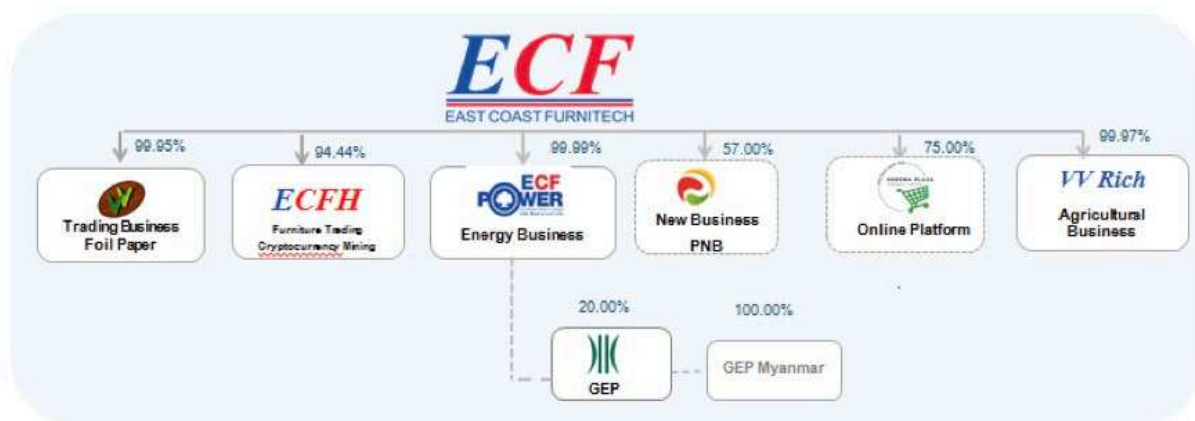 ECF
EAST COAST FURNITECH
99.95%
94.44%
99.99%
57.00%
75.00%
99.97%
Trading Business
Foil Paper
ECFH
Furniture Trading
Cryptocurrency Mining
ECF
POWER
Energy Business
New Business
PNB
PLAZA
Online Platform
VV Rich
Agricultural
Business
20.00%
100.00%
GEP
GEP Myanmar